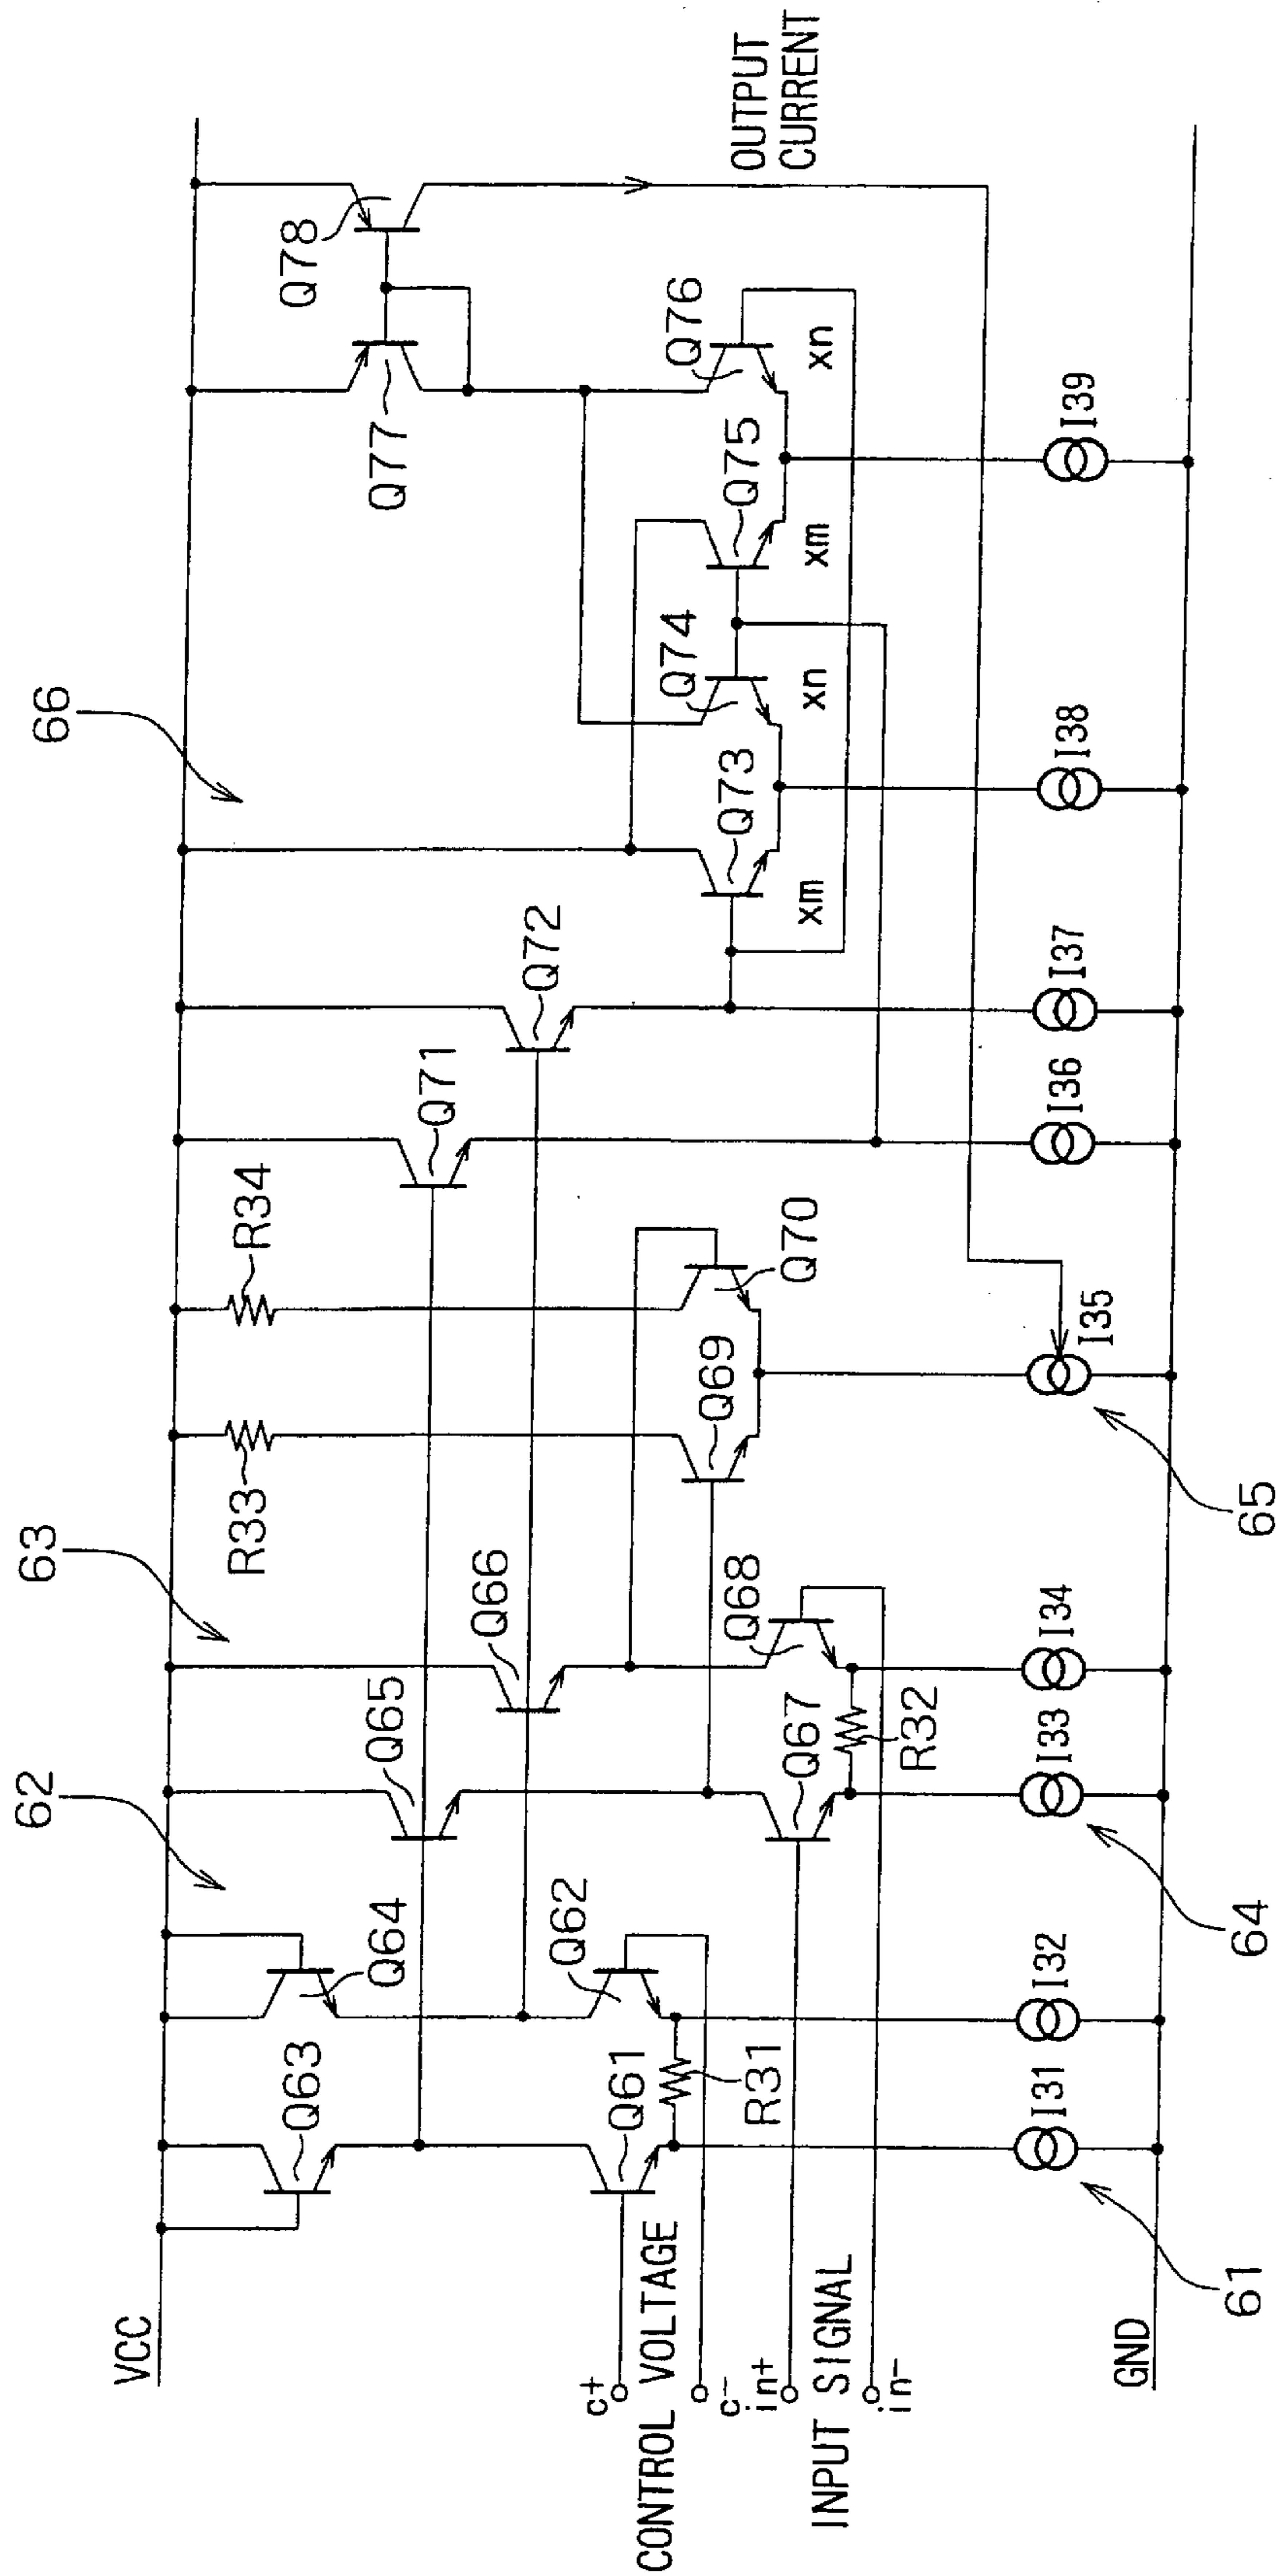 62
63
66
VCC
Q63
Q64
Q65
Q66
R33
R34
Q71
Q72
Q77
Q78
OUTPUT
CURRENT
c+
CONTROL VOLTAGE
c-
Q61
Q62
R31
in+
INPUT SIGNAL
in-
Q67
Q68
R32
Q69
Q70
Q73
Q74
Q75
Q76
xm
xn
xm
xn
I31
I32
I33
I34
I35
I36
I37
I38
I39
GND
61
64
65